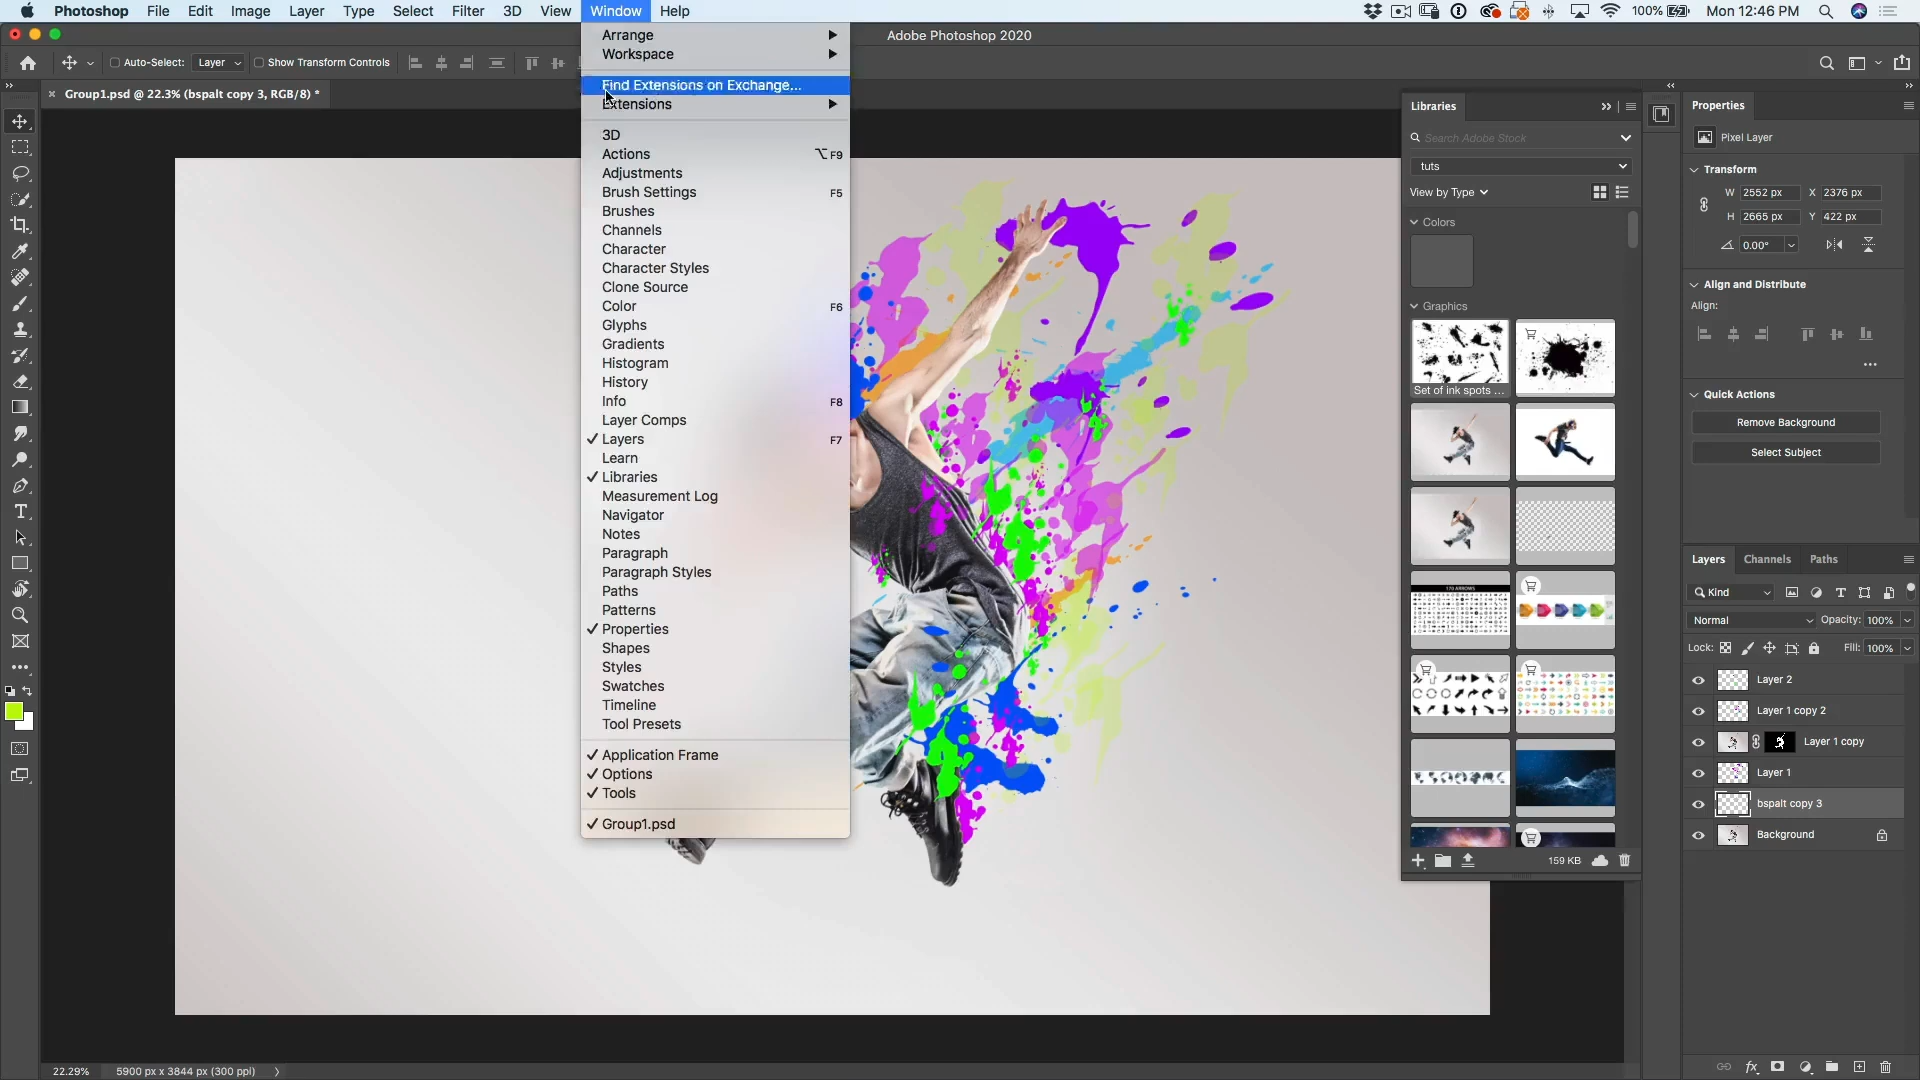 Photoshop File Edit Image Layer Type Select Filter 3D View Window Help 100% Mon 12:46 PM
Adobe Photoshop 2020
Auto-Select: Layer Show Transform Controls
Group1.psd @ 22.3% (bspalt copy 3, RGB/8) *
Arrange
Workspace
Find Extensions on Exchange...
Extensions
3D
Actions ⌥F9
Adjustments
Brush Settings F5
Brushes
Channels
Character
Character Styles
Clone Source
Color F6
Glyphs
Gradients
Histogram
History
Info F8
Layer Comps
Layers F7
Learn
Libraries
Measurement Log
Navigator
Notes
Paragraph
Paragraph Styles
Paths
Patterns
Properties
Shapes
Styles
Swatches
Timeline
Tool Presets
Application Frame
Options
Tools
Group1.psd
Libraries
Search Adobe Stock
tuts
View by Type
Colors
Graphics
Set of ink spots ...
170 ARROWS
159 KB
Properties
Pixel Layer
Transform
W 2552 px X 2376 px
H 2665 px Y 422 px
0.00°
Align and Distribute
Align:
Quick Actions
Remove Background
Select Subject
Layers Channels Paths
Kind
Normal Opacity: 100%
Lock: Fill: 100%
Layer 2
Layer 1 copy 2
Layer 1 copy
Layer 1
bspalt copy 3
Background
22.29% 5900 px x 3844 px (300 ppi)